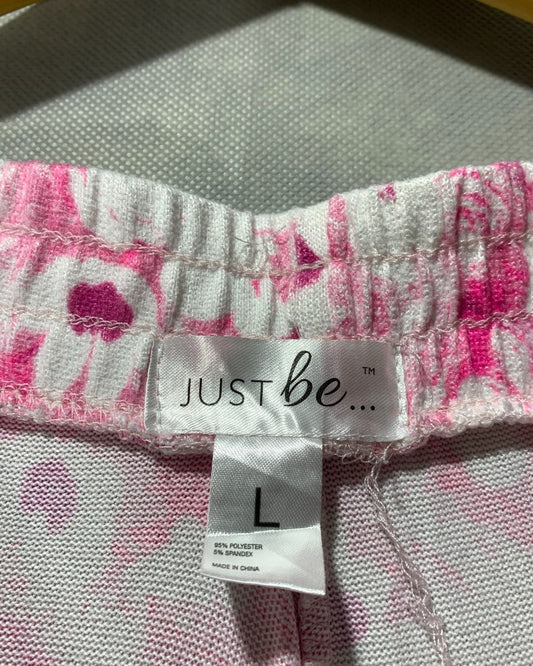 JUST be...™
L
95% POLYESTER
5% SPANDEX
MADE IN CHINA